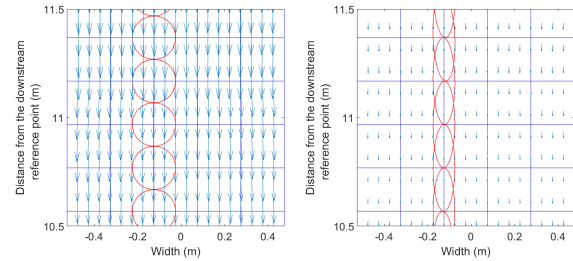 11.5
11
10.5
-0.4
-0.2
0
0.2
0.4
Width (m)
Distance from the downstream
reference point (m)
11.5
11
10.5
-0.4
-0.2
0
0.2
0.4
Width (m)
Distance from the downstream
reference point (m)